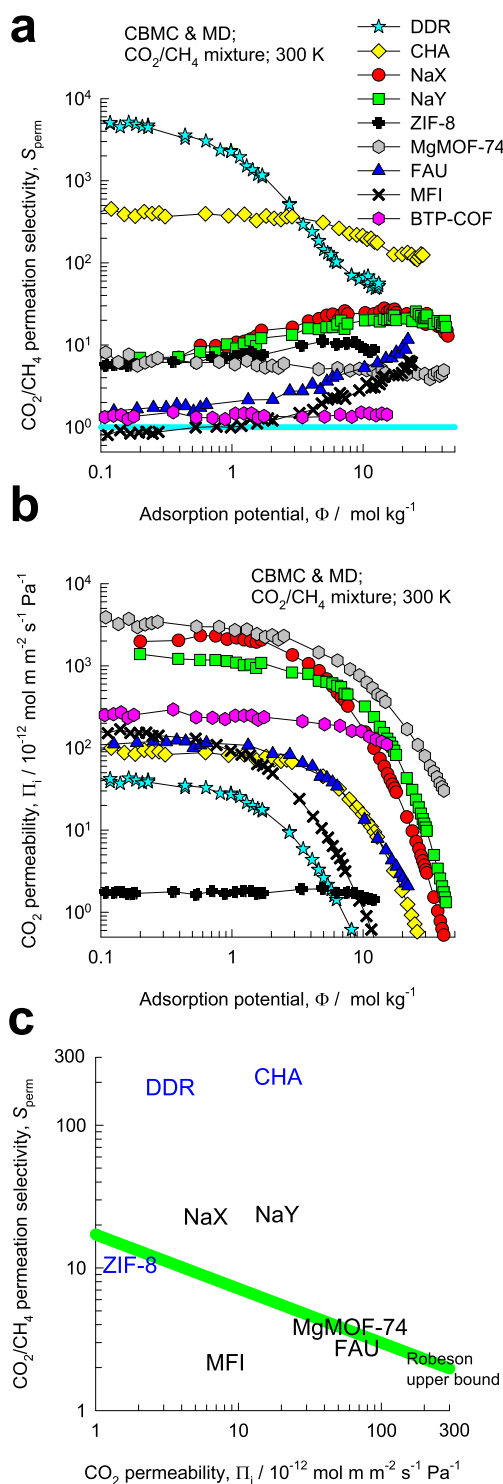 a
CBMC & MD;
CO2/CH4 mixture; 300 K
DDR
CHA
NaX
NaY
ZIF-8
MgMOF-74
FAU
MFI
BTP-COF
CO2/CH4 permeation selectivity, Sperm
10^4
10^3
10^2
10^1
10^0
0.1
1
10
Adsorption potential, Φ / mol kg^-1
b
CBMC & MD;
CO2/CH4 mixture; 300 K
CO2 permeability, Πi / 10^-12 mol m m^-2 s^-1 Pa^-1
10^4
10^3
10^2
10^1
10^0
0.1
1
10
Adsorption potential, Φ / mol kg^-1
c
CO2/CH4 permeation selectivity, Sperm
300
100
10
1
DDR
CHA
NaX
NaY
ZIF-8
MgMOF-74
FAU
MFI
Robeson
upper bound
1
10
100
300
CO2 permeability, Πi / 10^-12 mol m m^-2 s^-1 Pa^-1